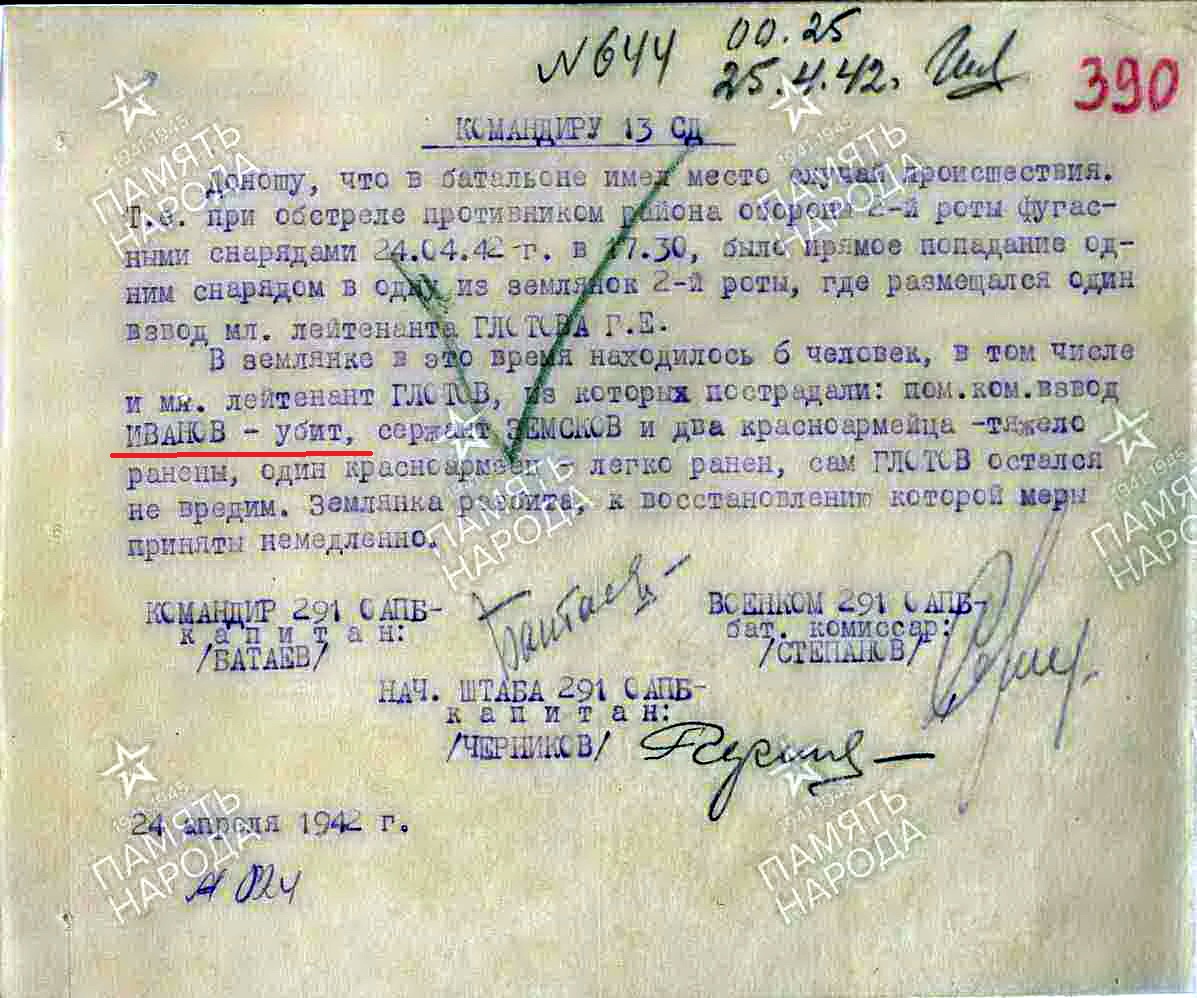 N644 00.25
25.4.42.
390
КОМАНДИРУ 13 СД
Доношу, что в батальоне имел место случай происшествия.
Т.е. при обстреле противником района обороны 2-й роты фугас-
ными снарядами 24.04.42 г. в 17.30, было прямое попадание од-
ним снарядом в одну из землянок 2-й роты, где размещался один
взвод мл. лейтенанта ГЛОТОВА Г.Е.
В землянке в это время находилось 6 человек, в том числе
и мл. лейтенант ГЛОТОВ, из которых пострадали: пом.ком.взвод
ИВАНОВ - убит, сержант ЗЕМСКОВ и два красноармейца -тяжело
ранены, один красноармеец - легко ранен, сам ГЛОТОВ остался
не вредим. Землянка разбита, к восстановлению которой меры
приняты немедленно.
КОМАНДИР 291 ОАПБ- ВОЕНКОМ 291 ОАПБ-
капитан: бат. комиссар:
/БАТАЕВ/ Батаев /СТЕПАНОВ/
НАЧ. ШТАБА 291 ОАПБ-
капитан:
/ЧЕРНИКОВ/
24 апреля 1942 г.
ПАМЯТЬ НАРОДА
1941-1945